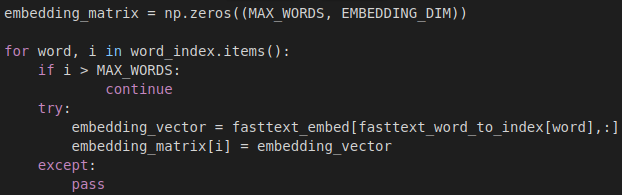 embedding_matrix = np.zeros((MAX_WORDS, EMBEDDING_DIM))

for word, i in word_index.items():
    if i > MAX_WORDS:
            continue
    try:
        embedding_vector = fasttext_embed[fasttext_word_to_index[word],:]
        embedding_matrix[i] = embedding_vector
    except:
        pass